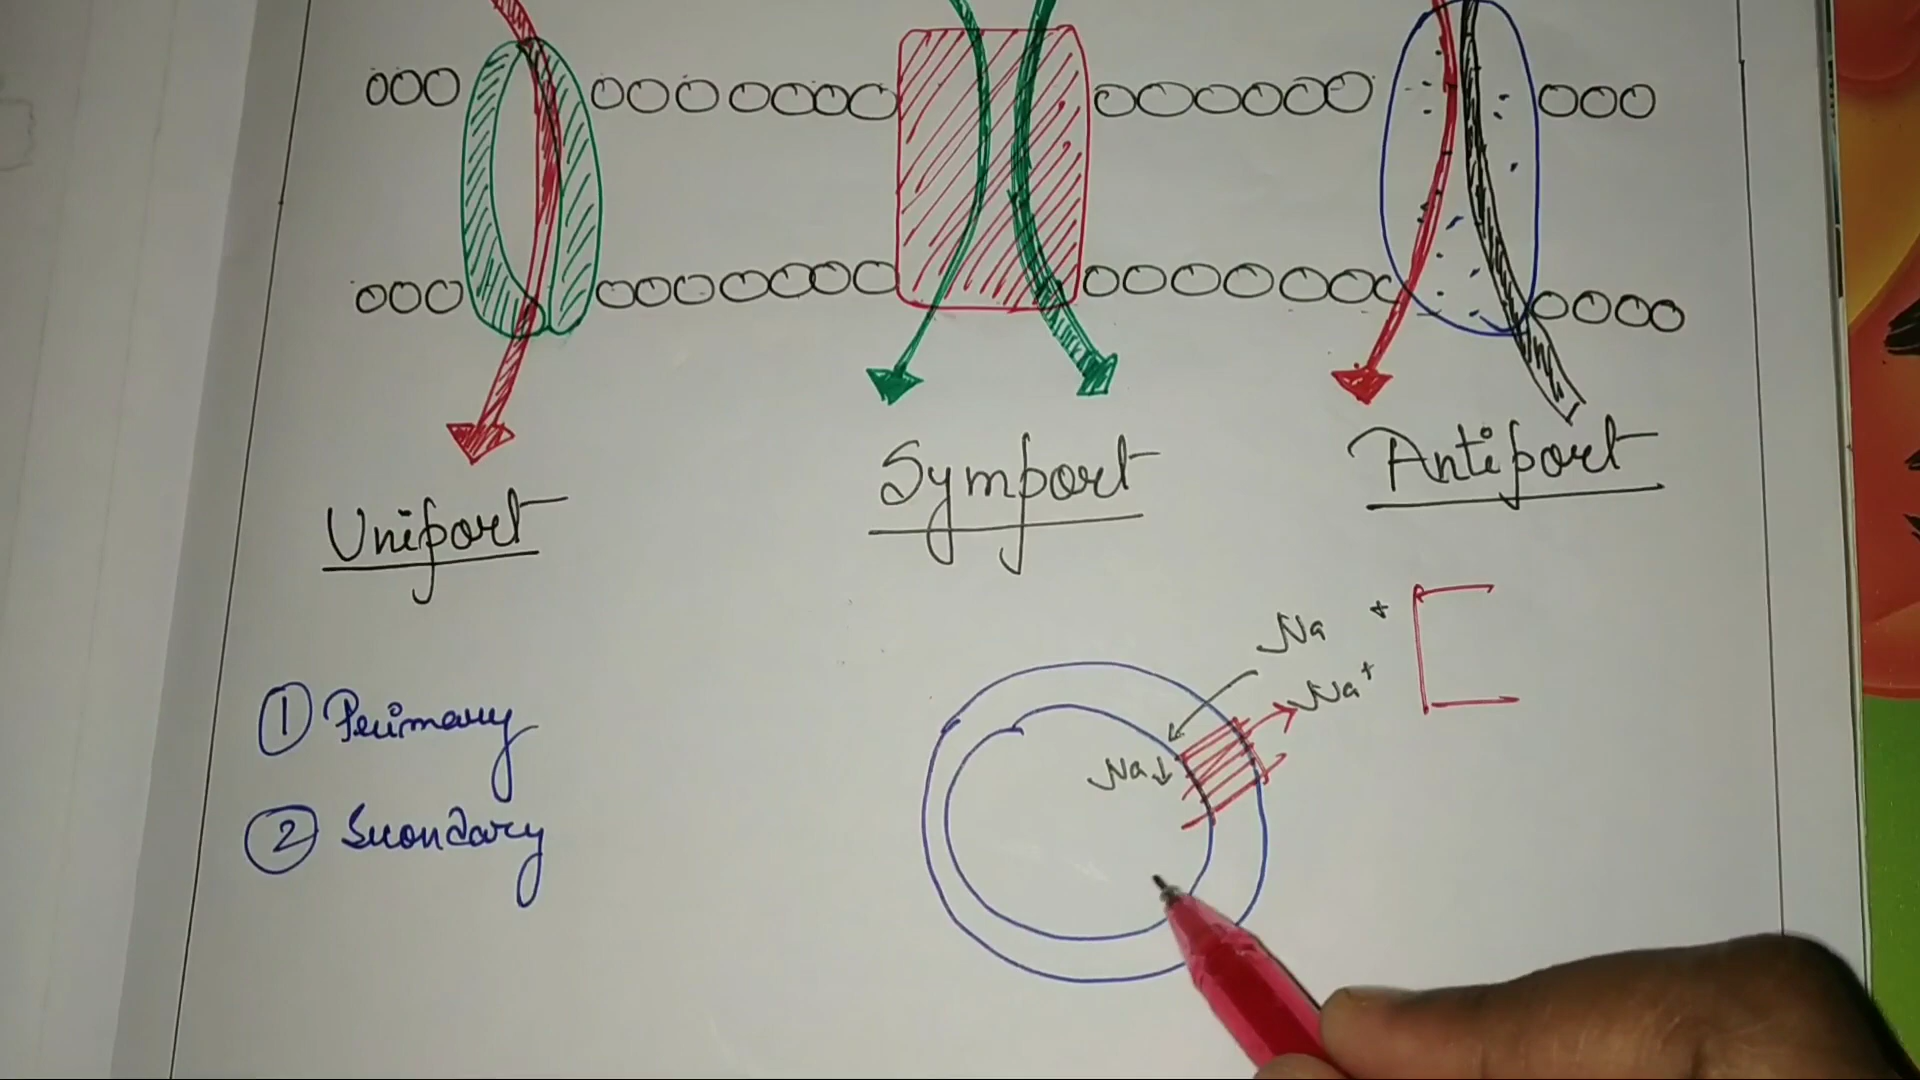 Uniport
Symport
Antiport
Na +
Na+
Na↓
① Primary
② Secondary